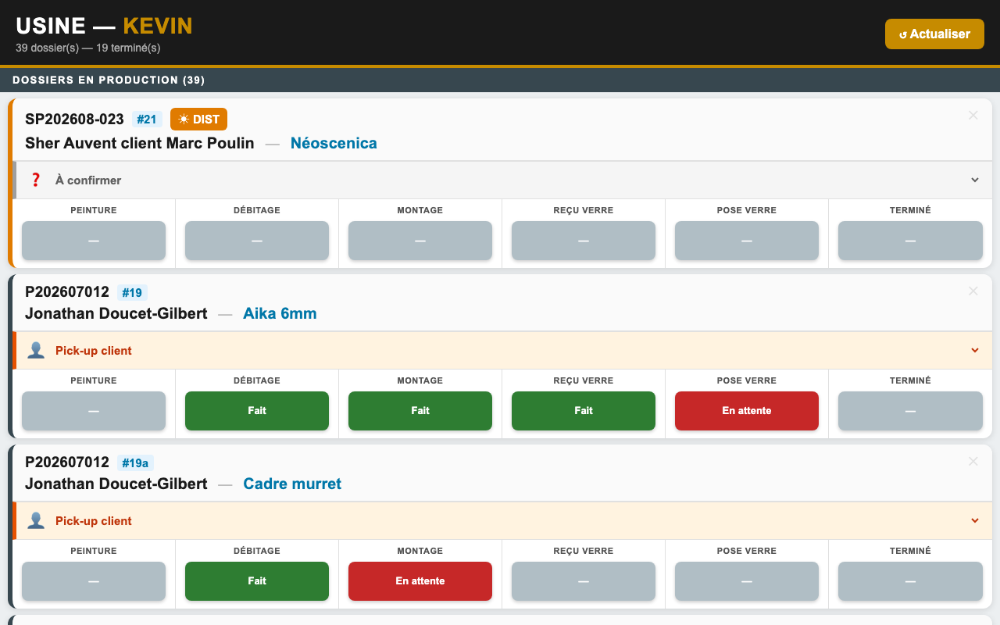 USINE — KEVIN
39 dossier(s) — 19 terminé(s)
↺ Actualiser
DOSSIERS EN PRODUCTION (39)
SP202608-023 #21 ☀ DIST
Sher Auvent client Marc Poulin — Néoscenica
❓ À confirmer
PEINTURE DÉBITAGE MONTAGE REÇU VERRE POSE VERRE TERMINÉ
— — — — — —
P202607012 #19
Jonathan Doucet-Gilbert — Aika 6mm
👤 Pick-up client
PEINTURE DÉBITAGE MONTAGE REÇU VERRE POSE VERRE TERMINÉ
— Fait Fait Fait En attente —
P202607012 #19a
Jonathan Doucet-Gilbert — Cadre murret
👤 Pick-up client
PEINTURE DÉBITAGE MONTAGE REÇU VERRE POSE VERRE TERMINÉ
— Fait En attente — — —